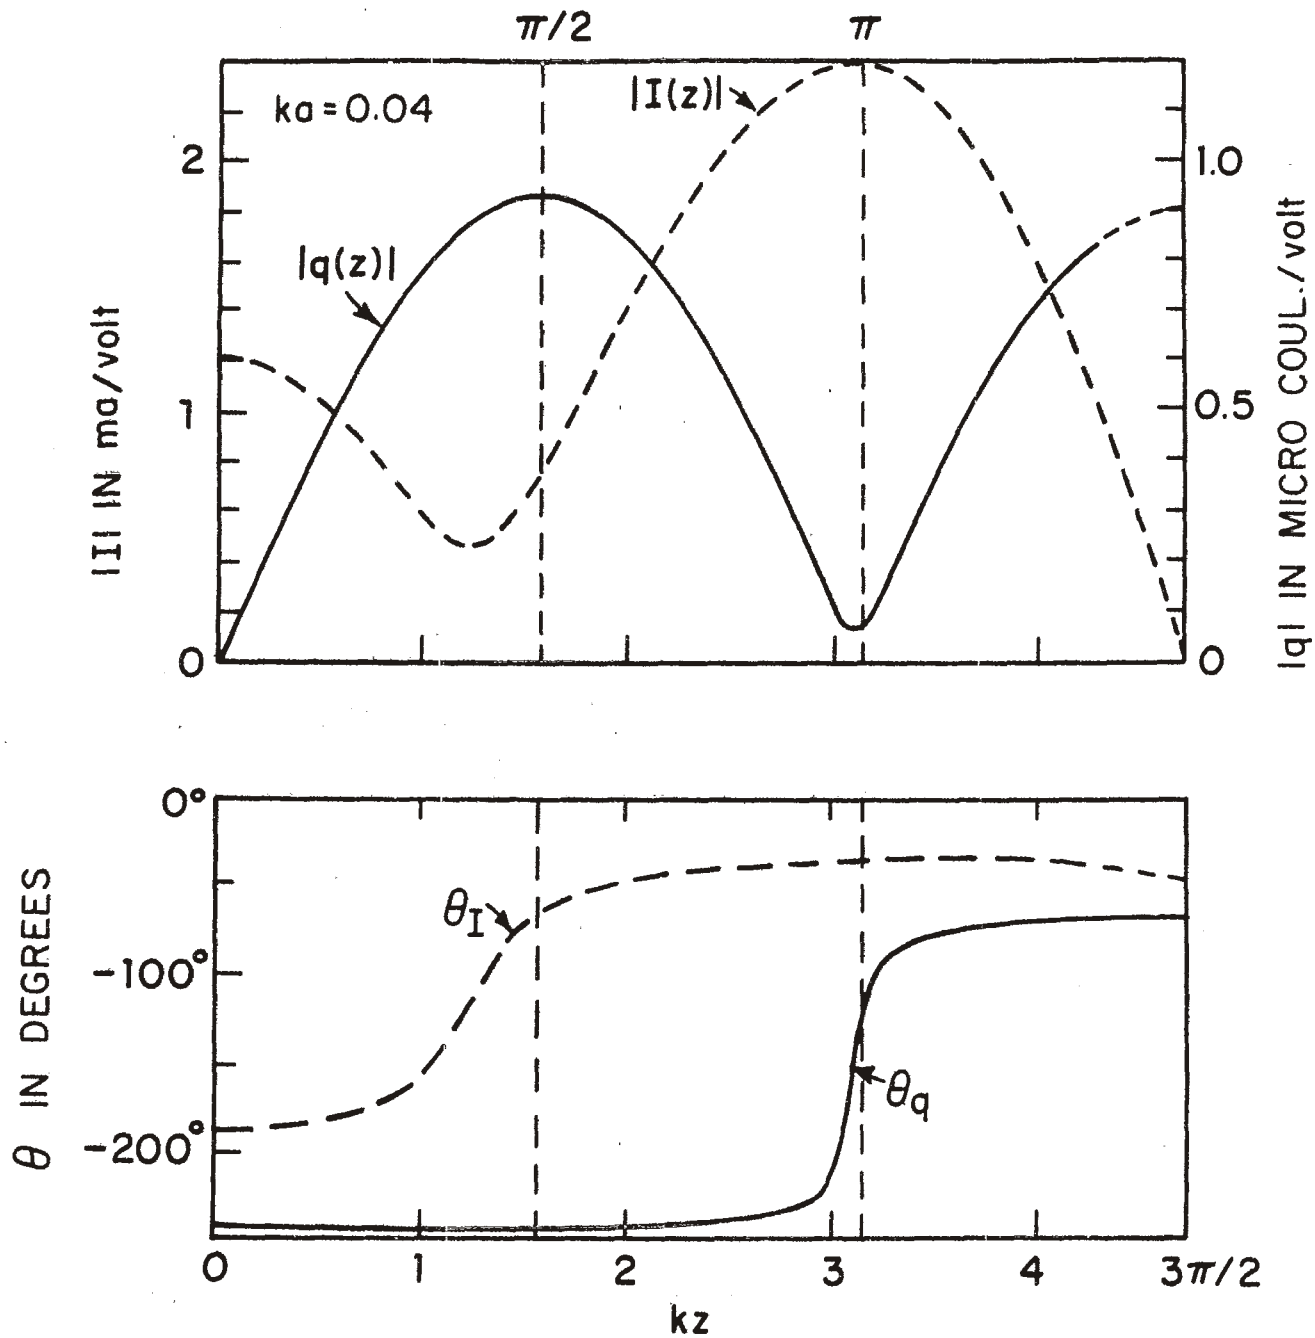 π/2 π
ka = 0.04
|I(z)|
|q(z)|
2
1
0
1.0
0.5
0
|I| IN ma/volt
|q| IN MICRO COUL./volt
0°
-100°
-200°
θ IN DEGREES
θI
θq
0 1 2 3 4 3π/2
kz